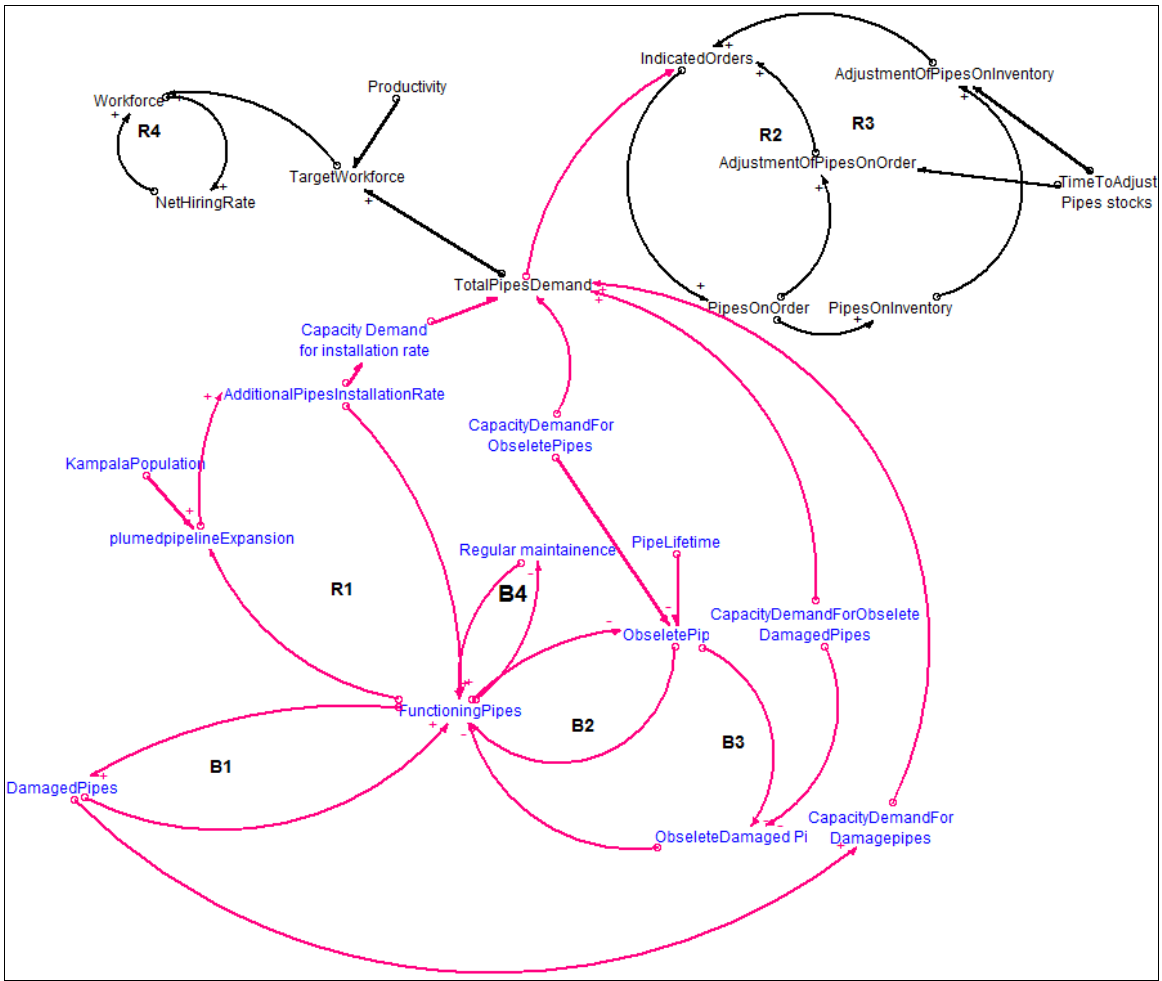 IndicatedOrders
AdjustmentOfPipesOnInventory
Productivity
Workforce
R4
R2
R3
AdjustmentOfPipesOnOrder
TargetWorkforce
TimeToAdjust
Pipes stocks
NetHiringRate
TotalPipesDemand
PipesOnOrder
PipesOnInventory
Capacity Demand
for installation rate
AdditionalPipesInstallationRate
CapacityDemandFor
ObseletePipes
KampalaPopulation
plumedpipelineExpansion
Regular maintainence
PipeLifetime
R1
B4
CapacityDemandForObselete
DamagedPipes
ObseletePip
FunctioningPipes
B2
B3
B1
DamagedPipes
CapacityDemandFor
Damagepipes
ObseleteDamaged Pi